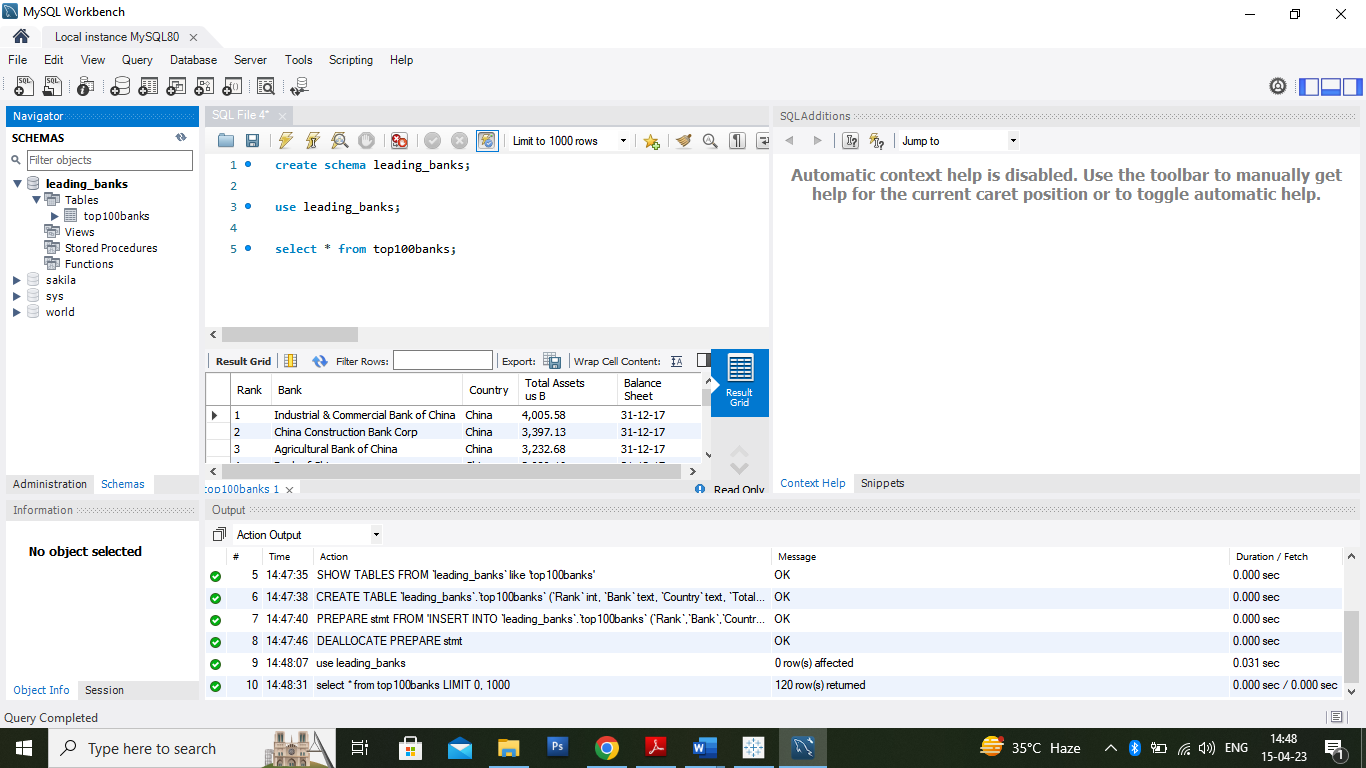 MySQL Workbench
Local instance MySQL80
File Edit View Query Database Server Tools Scripting Help
Navigator
SCHEMAS
Filter objects
leading_banks
Tables
top100banks
Views
Stored Procedures
Functions
sakila
sys
world
Administration Schemas
Information
No object selected
Object Info Session
SQL File 4*
Limit to 1000 rows
1 create schema leading_banks;
2
3 use leading_banks;
4
5 select * from top100banks;
Result Grid Filter Rows: Export: Wrap Cell Content:
Rank Bank Country Total Assets us B Balance Sheet
1 Industrial & Commercial Bank of China China 4,005.58 31-12-17
2 China Construction Bank Corp China 3,397.13 31-12-17
3 Agricultural Bank of China China 3,232.68 31-12-17
Result Grid
top100banks 1 Read Only
SQLAdditions
Jump to
Automatic context help is disabled. Use the toolbar to manually get
help for the current caret position or to toggle automatic help.
Context Help Snippets
Output
Action Output
# Time Action Message Duration / Fetch
5 14:47:35 SHOW TABLES FROM `leading_banks` like 'top100banks' OK 0.000 sec
6 14:47:38 CREATE TABLE `leading_banks`.`top100banks` (`Rank` int, `Bank` text, `Country` text, `Total... OK 0.000 sec
7 14:47:40 PREPARE stmt FROM 'INSERT INTO `leading_banks`.`top100banks` (`Rank`,`Bank`,`Countr... OK 0.000 sec
8 14:47:46 DEALLOCATE PREPARE stmt OK 0.000 sec
9 14:48:07 use leading_banks 0 row(s) affected 0.031 sec
10 14:48:31 select * from top100banks LIMIT 0, 1000 120 row(s) returned 0.000 sec / 0.000 sec
Query Completed
Type here to search
35°C Haze
ENG
14:48
15-04-23
1